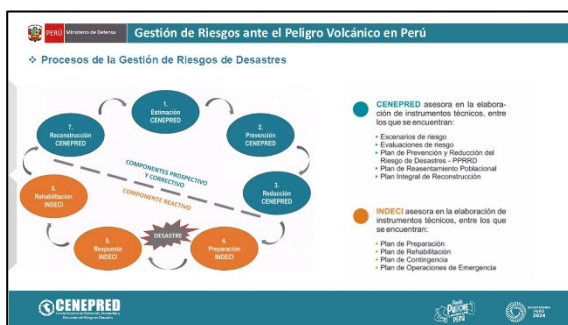 PERÚ Ministerio de Defensa
Gestión de Riesgos ante el Peligro Volcánico en Perú
❖ Procesos de la Gestión de Riesgos de Desastres
1.
Estimación
CENEPRED
2.
Prevención
CENEPRED
3.
Reducción
CENEPRED
4.
Preparación
INDECI
DESASTRE
5.
Respuesta
INDECI
6.
Rehabilitación
INDECI
7.
Reconstrucción
CENEPRED
COMPONENTES PROSPECTIVO
Y CORRECTIVO
COMPONENTE REACTIVO
CENEPRED asesora en la elabora-
ción de instrumentos técnicos, entre
los que se encuentran:
• Escenarios de riesgo
• Evaluaciones de riesgo
• Plan de Prevención y Reducción del
Riesgo de Desastres - PPRRD
• Plan de Reasentamiento Poblacional
• Plan Integral de Reconstrucción
INDECI asesora en la elaboración de
instrumentos técnicos, entre los que
se encuentran:
• Plan de Preparación
• Plan de Rehabilitación
• Plan de Contingencia
• Plan de Operaciones de Emergencia
CENEPRED
PERÚ
2024